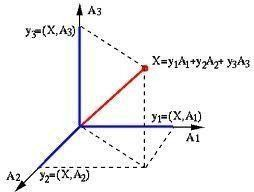 A₃
y₃=(X,A₃)
X=y₁A₁+y₂A₂+ y₃A₃
y₁=(X,A₁)
A₁
A₂
y₂=(X,A₂)